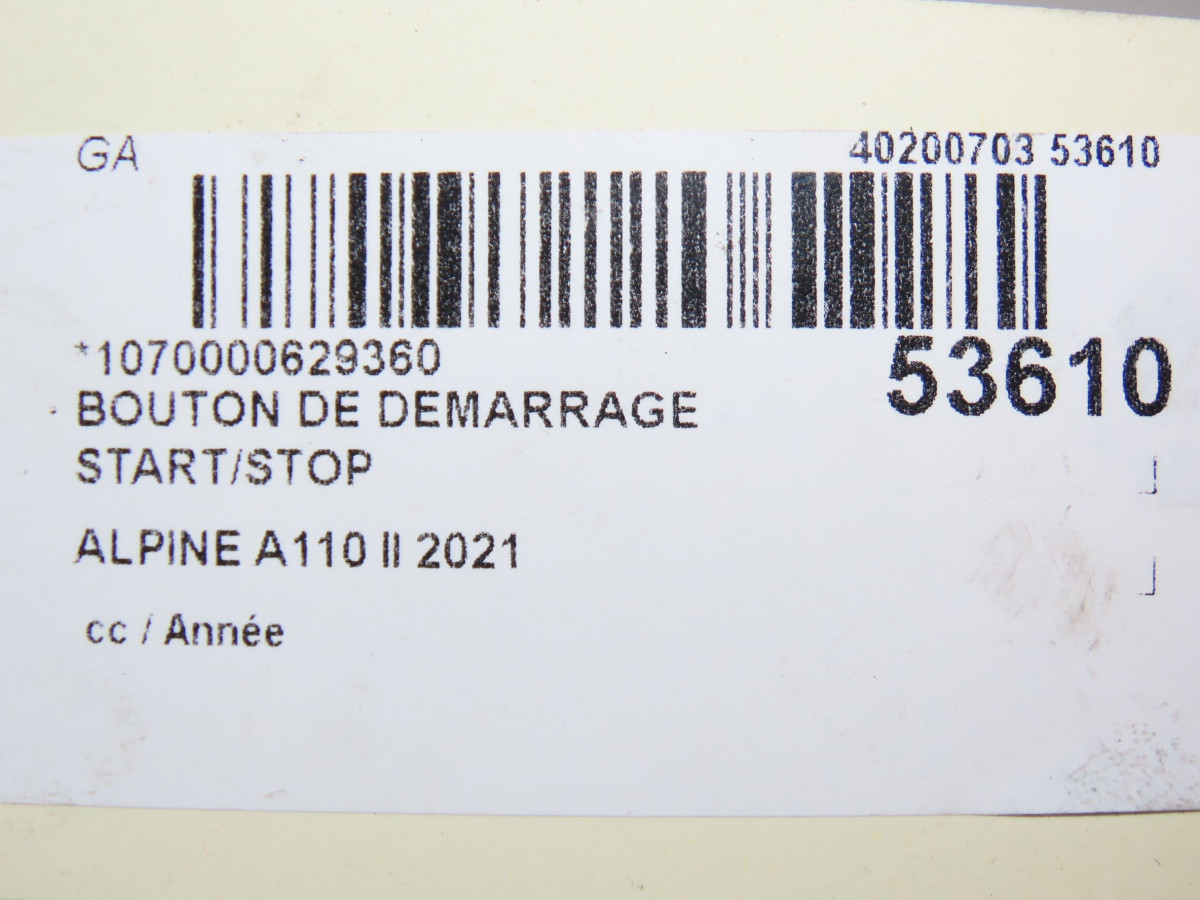 GA 40200703 53610
*1070000629360 53610
BOUTON DE DEMARRAGE
START/STOP
ALPINE A110 II 2021
cc / Année